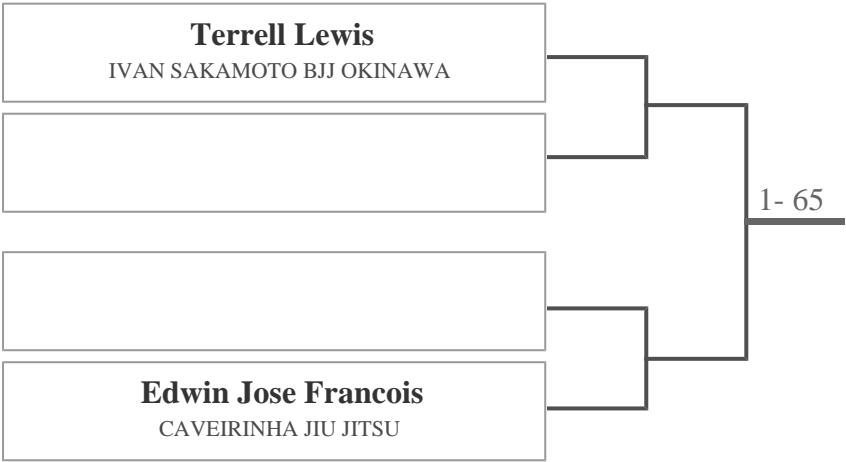 Terrell Lewis
IVAN SAKAMOTO BJJ OKINAWA
1- 65
Edwin Jose Francois
CAVEIRINHA JIU JITSU